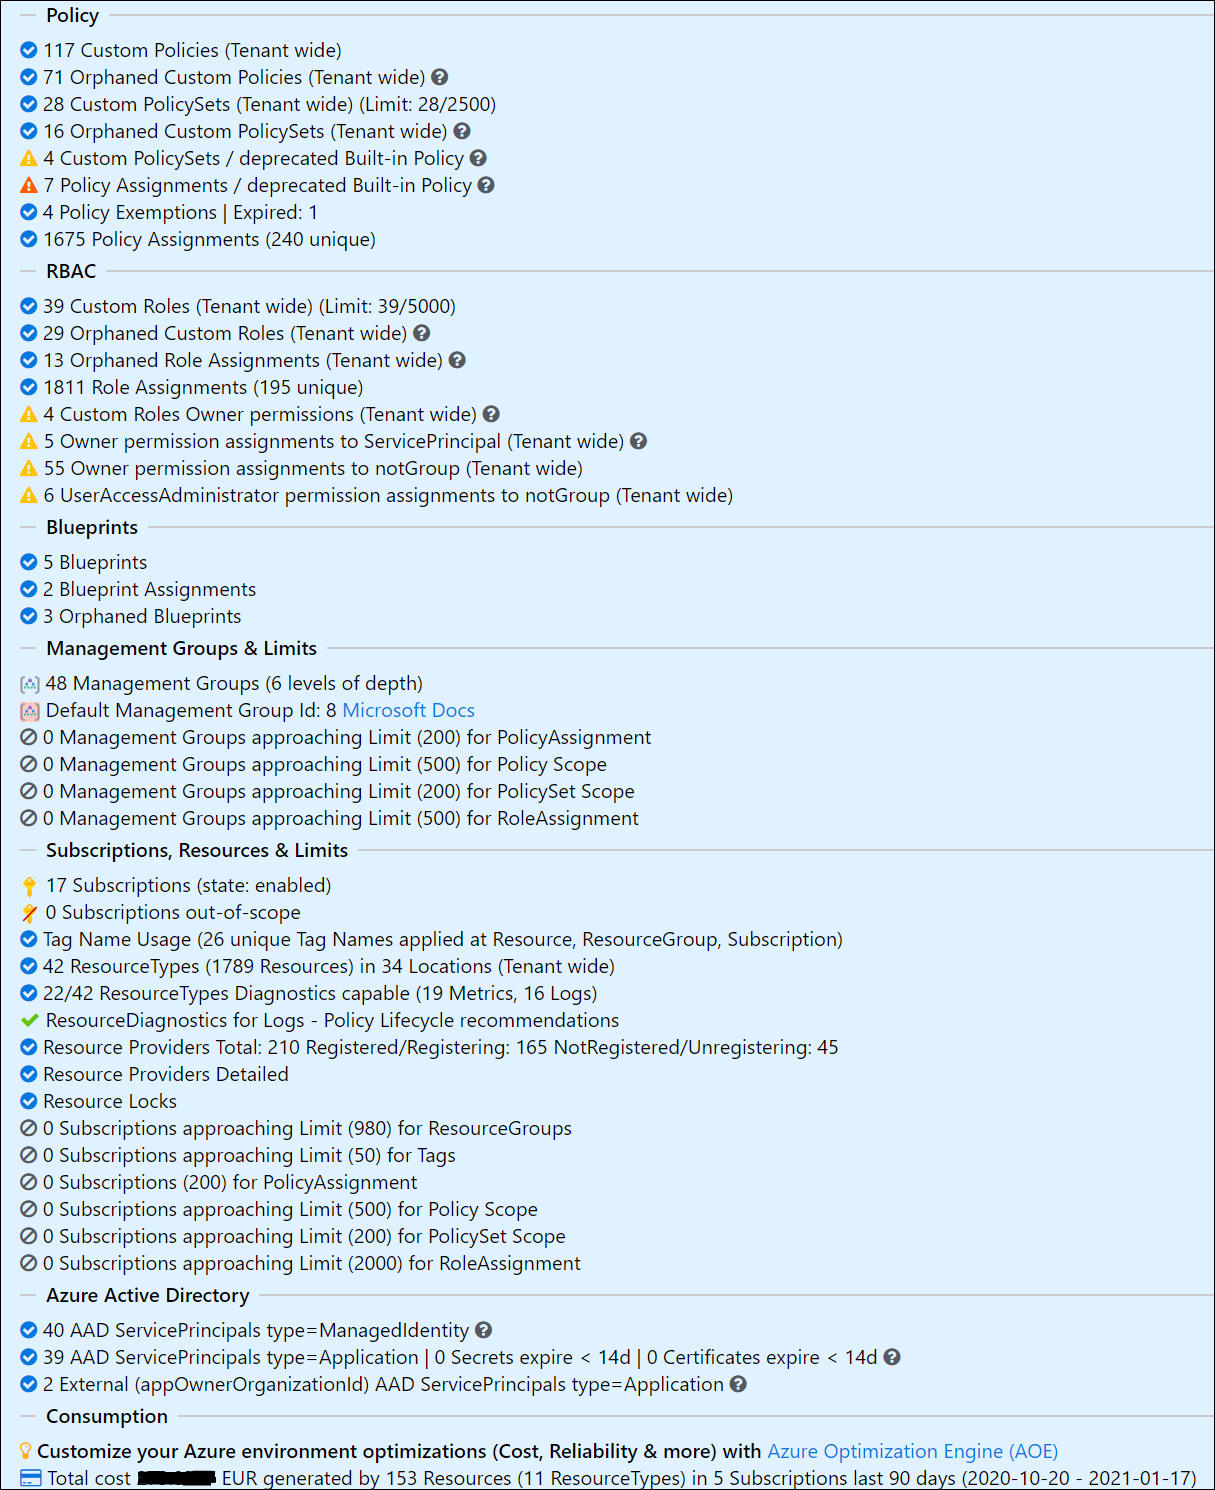 Policy
117 Custom Policies (Tenant wide)
71 Orphaned Custom Policies (Tenant wide) ?
28 Custom PolicySets (Tenant wide) (Limit: 28/2500)
16 Orphaned Custom PolicySets (Tenant wide) ?
4 Custom PolicySets / deprecated Built-in Policy ?
7 Policy Assignments / deprecated Built-in Policy ?
4 Policy Exemptions | Expired: 1
1675 Policy Assignments (240 unique)
RBAC
39 Custom Roles (Tenant wide) (Limit: 39/5000)
29 Orphaned Custom Roles (Tenant wide) ?
13 Orphaned Role Assignments (Tenant wide) ?
1811 Role Assignments (195 unique)
4 Custom Roles Owner permissions (Tenant wide) ?
5 Owner permission assignments to ServicePrincipal (Tenant wide) ?
55 Owner permission assignments to notGroup (Tenant wide)
6 UserAccessAdministrator permission assignments to notGroup (Tenant wide)
Blueprints
5 Blueprints
2 Blueprint Assignments
3 Orphaned Blueprints
Management Groups & Limits
48 Management Groups (6 levels of depth)
Default Management Group Id: 8 Microsoft Docs
0 Management Groups approaching Limit (200) for PolicyAssignment
0 Management Groups approaching Limit (500) for Policy Scope
0 Management Groups approaching Limit (200) for PolicySet Scope
0 Management Groups approaching Limit (500) for RoleAssignment
Subscriptions, Resources & Limits
17 Subscriptions (state: enabled)
0 Subscriptions out-of-scope
Tag Name Usage (26 unique Tag Names applied at Resource, ResourceGroup, Subscription)
42 ResourceTypes (1789 Resources) in 34 Locations (Tenant wide)
22/42 ResourceTypes Diagnostics capable (19 Metrics, 16 Logs)
ResourceDiagnostics for Logs - Policy Lifecycle recommendations
Resource Providers Total: 210 Registered/Registering: 165 NotRegistered/Unregistering: 45
Resource Providers Detailed
Resource Locks
0 Subscriptions approaching Limit (980) for ResourceGroups
0 Subscriptions approaching Limit (50) for Tags
0 Subscriptions (200) for PolicyAssignment
0 Subscriptions approaching Limit (500) for Policy Scope
0 Subscriptions approaching Limit (200) for PolicySet Scope
0 Subscriptions approaching Limit (2000) for RoleAssignment
Azure Active Directory
40 AAD ServicePrincipals type=ManagedIdentity ?
39 AAD ServicePrincipals type=Application | 0 Secrets expire < 14d | 0 Certificates expire < 14d ?
2 External (appOwnerOrganizationId) AAD ServicePrincipals type=Application ?
Consumption
Customize your Azure environment optimizations (Cost, Reliability & more) with Azure Optimization Engine (AOE)
Total cost EUR generated by 153 Resources (11 ResourceTypes) in 5 Subscriptions last 90 days (2020-10-20 - 2021-01-17)